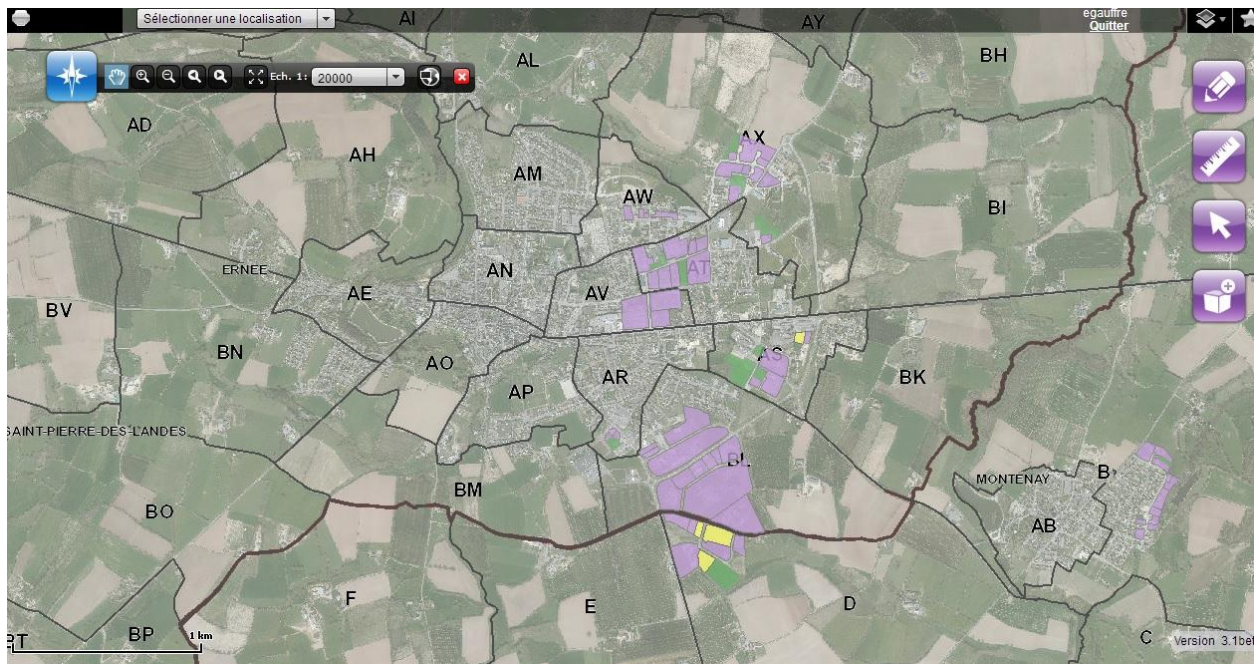 Sélectionner une localisation
egauffre
Quitter
Ech. 1:
20000
AI
AY
AL
BH
AD
AH
AX
AM
AW
BI
ERNEE
AN
AT
AE
AV
BV
BN
AO
AS
AP
AR
BK
SAINT-PIERRE-DES-LANDES
BL
BM
MONTENAY
B
BO
AB
F
E
D
BP
1 km
C
Version 3.1bet